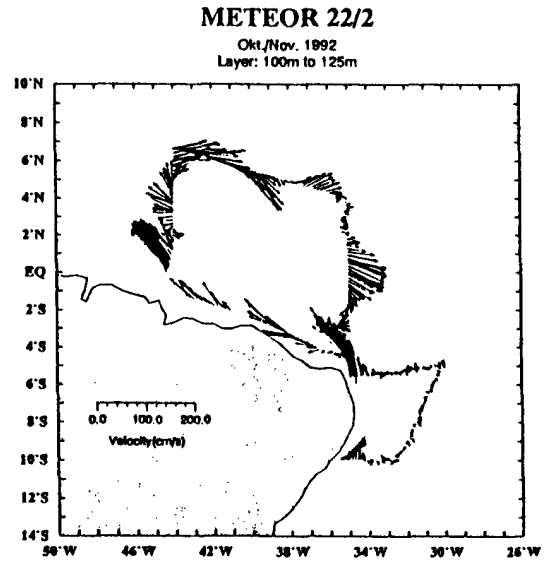 METEOR 22/2
Okt./Nov. 1992
Layer: 100m to 125m
10°N
8°N
6°N
4°N
2°N
EQ
2°S
4°S
6°S
8°S
10°S
12°S
14°S
0.0 100.0 200.0
Velocity(cm/s)
50°W 46°W 42°W 38°W 34°W 30°W 26°W